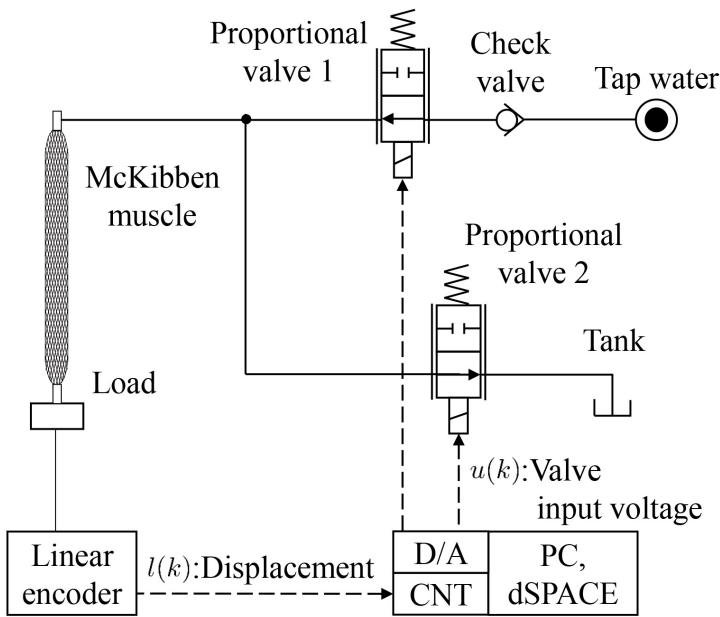 Proportional
valve 1
Check
valve
Tap water
McKibben
muscle
Proportional
valve 2
Tank
Load
u(k):Valve
input voltage
Linear
encoder
l(k):Displacement
D/A
CNT
PC,
dSPACE